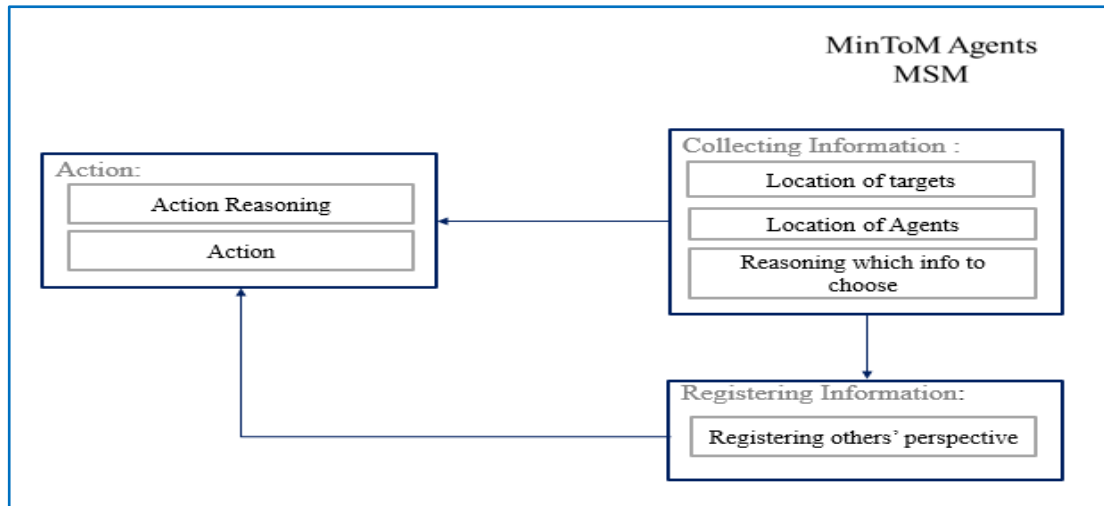 MinToM Agents
MSM
Collecting Information :
Location of targets
Location of Agents
Reasoning which info to
choose
Action:
Action Reasoning
Action
Registering Information:
Registering others’ perspective